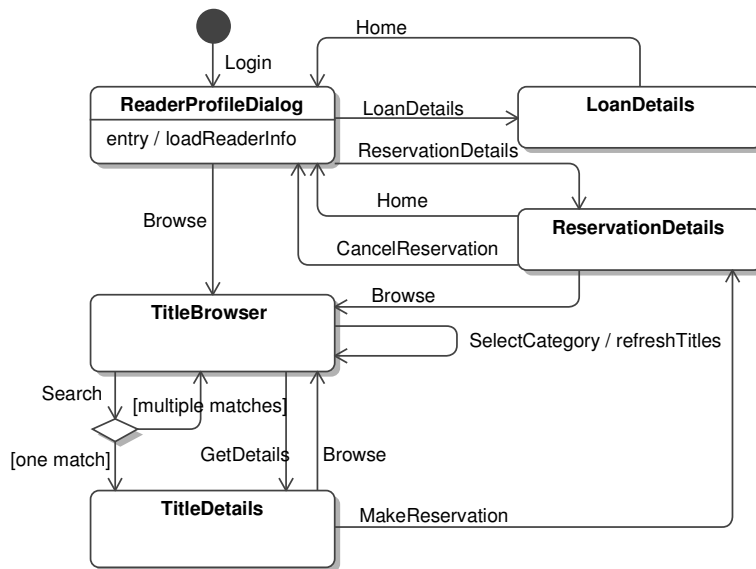 Home
Login
ReaderProfileDialog
LoanDetails
LoanDetails
entry / loadReaderInfo
ReservationDetails
Home
ReservationDetails
Browse
CancelReservation
Browse
TitleBrowser
SelectCategory / refreshTitles
Search
[multiple matches]
[one match]
GetDetails
Browse
TitleDetails
MakeReservation